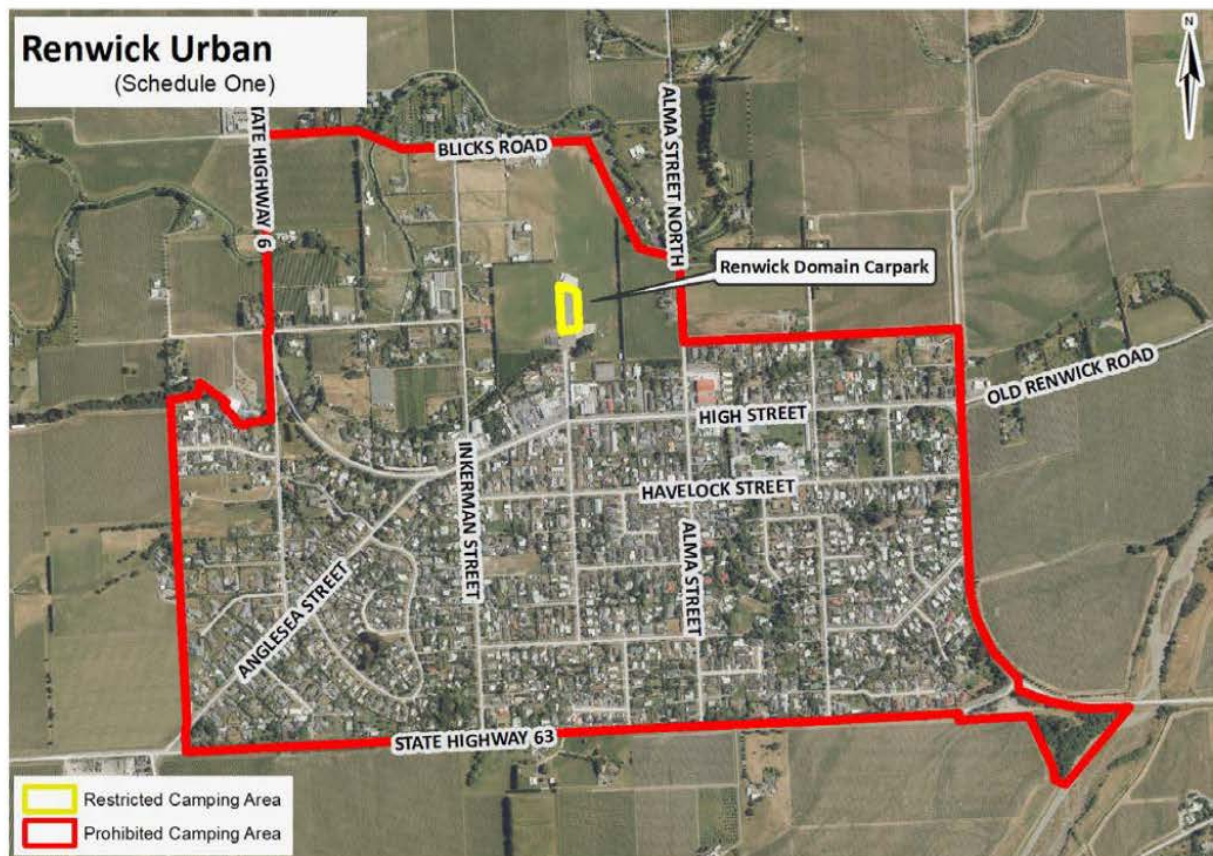 Renwick Urban
(Schedule One)
N
TATE HIGHWAY 6
BLICKS ROAD
ALMA STREET NORTH
Renwick Domain Carpark
OLD RENWICK ROAD
HIGH STREET
INKERMAN STREET
HAVELOCK STREET
ALMA STREET
ANGLESEA STREET
STATE HIGHWAY 63
Restricted Camping Area
Prohibited Camping Area